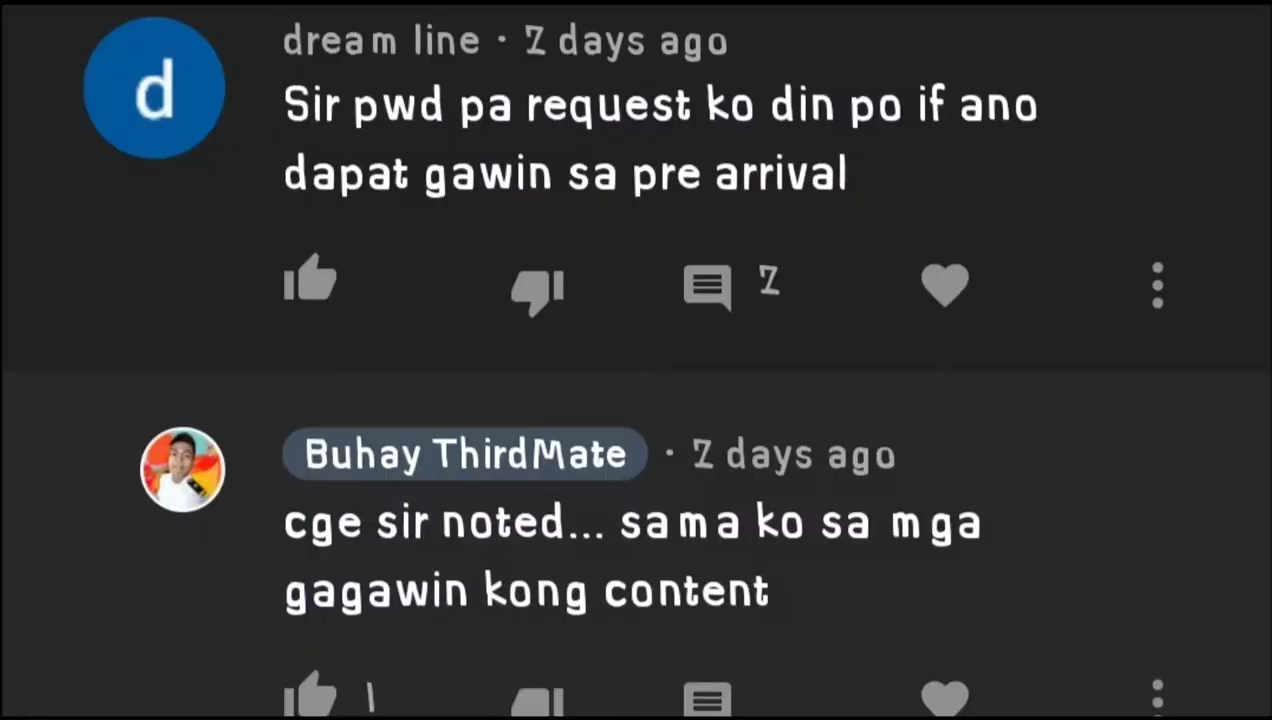 d
dream line · 7 days ago
Sir pwd pa request ko din po if ano
dapat gawin sa pre arrival
7
Buhay ThirdMate · 7 days ago
cge sir noted... sama ko sa mga
gagawin kong content
1